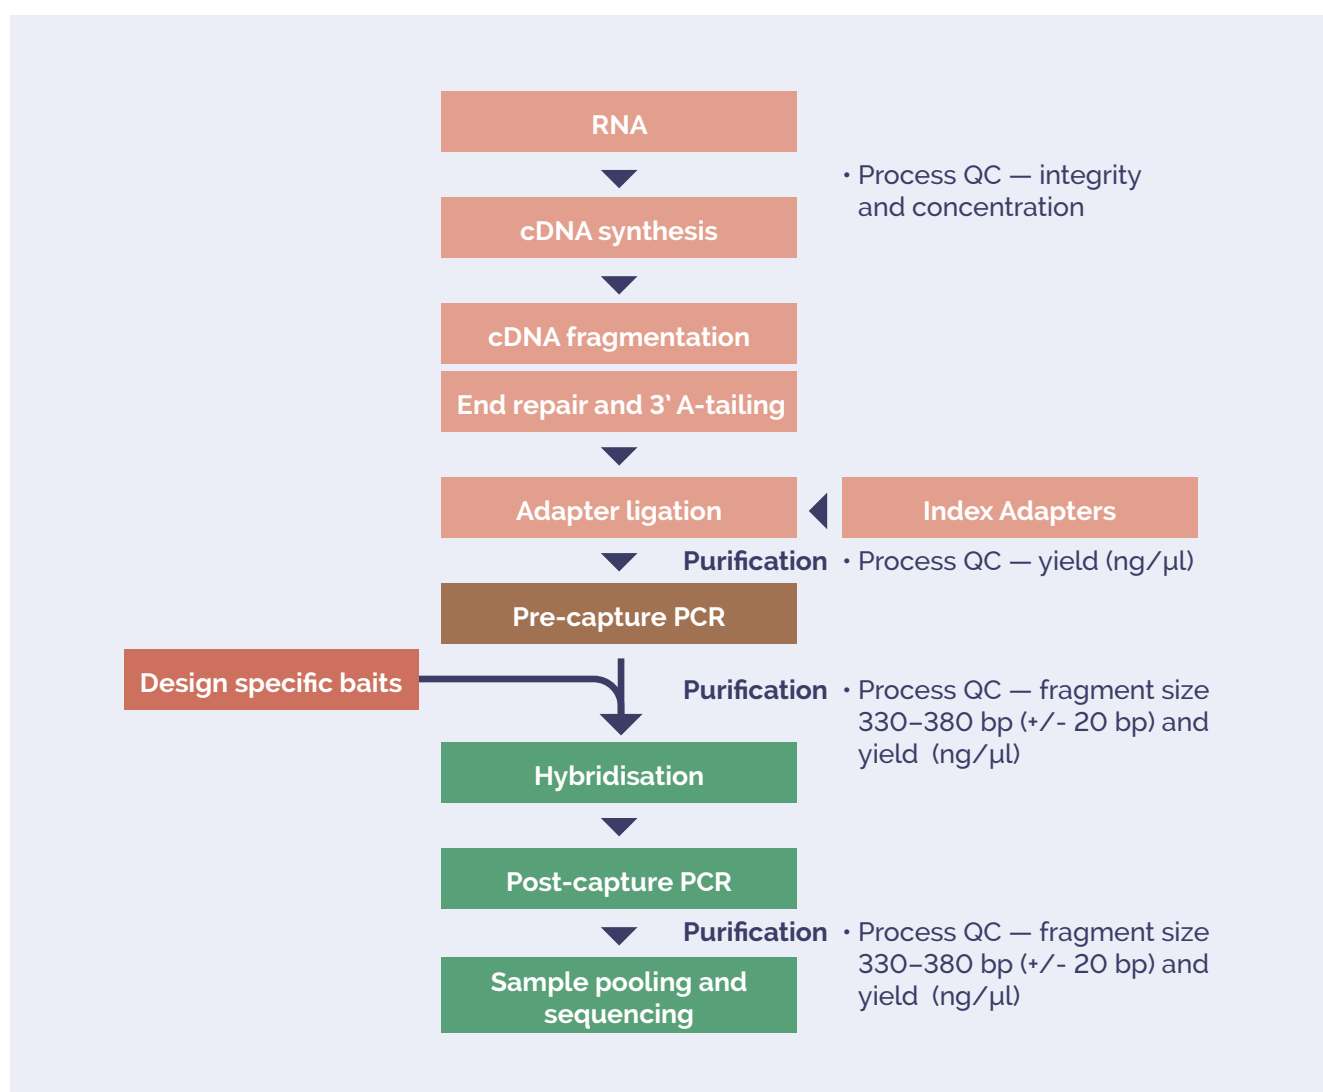 RNA
• Process QC — integrity
and concentration
cDNA synthesis
cDNA fragmentation
End repair and 3’ A-tailing
Adapter ligation
Index Adapters
Purification • Process QC — yield (ng/µl)
Pre-capture PCR
Design specific baits
Purification • Process QC — fragment size
330–380 bp (+/- 20 bp) and
yield (ng/µl)
Hybridisation
Post-capture PCR
Purification • Process QC — fragment size
330–380 bp (+/- 20 bp) and
yield (ng/µl)
Sample pooling and
sequencing